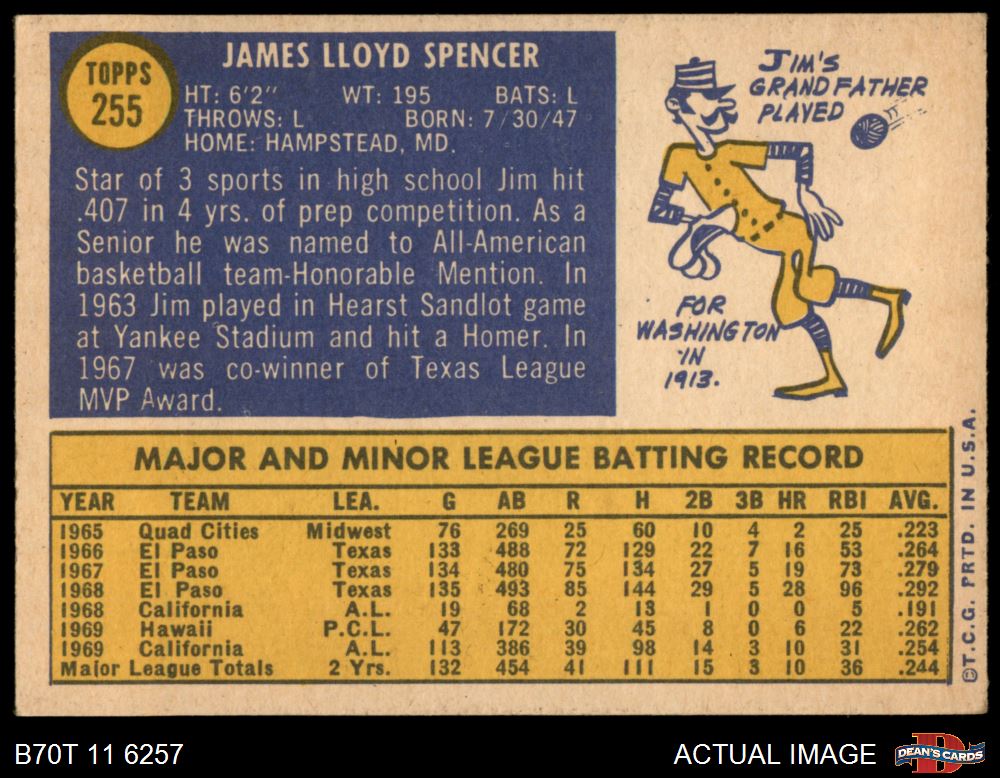 TOPPS
255
JAMES LLOYD SPENCER
HT: 6'2" WT: 195 BATS: L
THROWS: L BORN: 7/30/47
HOME: HAMPSTEAD, MD.
Star of 3 sports in high school Jim hit
.407 in 4 yrs. of prep competition. As a
Senior he was named to All-American
basketball team-Honorable Mention. In
1963 Jim played in Hearst Sandlot game
at Yankee Stadium and hit a Homer. In
1967 was co-winner of Texas League
MVP Award.
JIM'S
GRANDFATHER
PLAYED
FOR
WASHINGTON
IN
1913.
MAJOR AND MINOR LEAGUE BATTING RECORD
YEAR TEAM LEA. G AB R H 2B 3B HR RBI AVG.
1965 Quad Cities Midwest 76 269 25 60 10 4 2 25 .223
1966 El Paso Texas 133 488 72 129 22 7 16 53 .264
1967 El Paso Texas 134 480 75 134 27 5 19 73 .279
1968 El Paso Texas 135 493 85 144 29 5 28 96 .292
1968 California A.L. 19 68 2 13 1 0 0 5 .191
1969 Hawaii P.C.L. 47 172 30 45 8 0 6 22 .262
1969 California A.L. 113 386 39 98 14 3 10 31 .254
Major League Totals 2 Yrs. 132 454 41 111 15 3 10 36 .244
©T.C.G. PRTD. IN U.S.A.
B70T 11 6257
ACTUAL IMAGE
D
DEAN'S CARDS